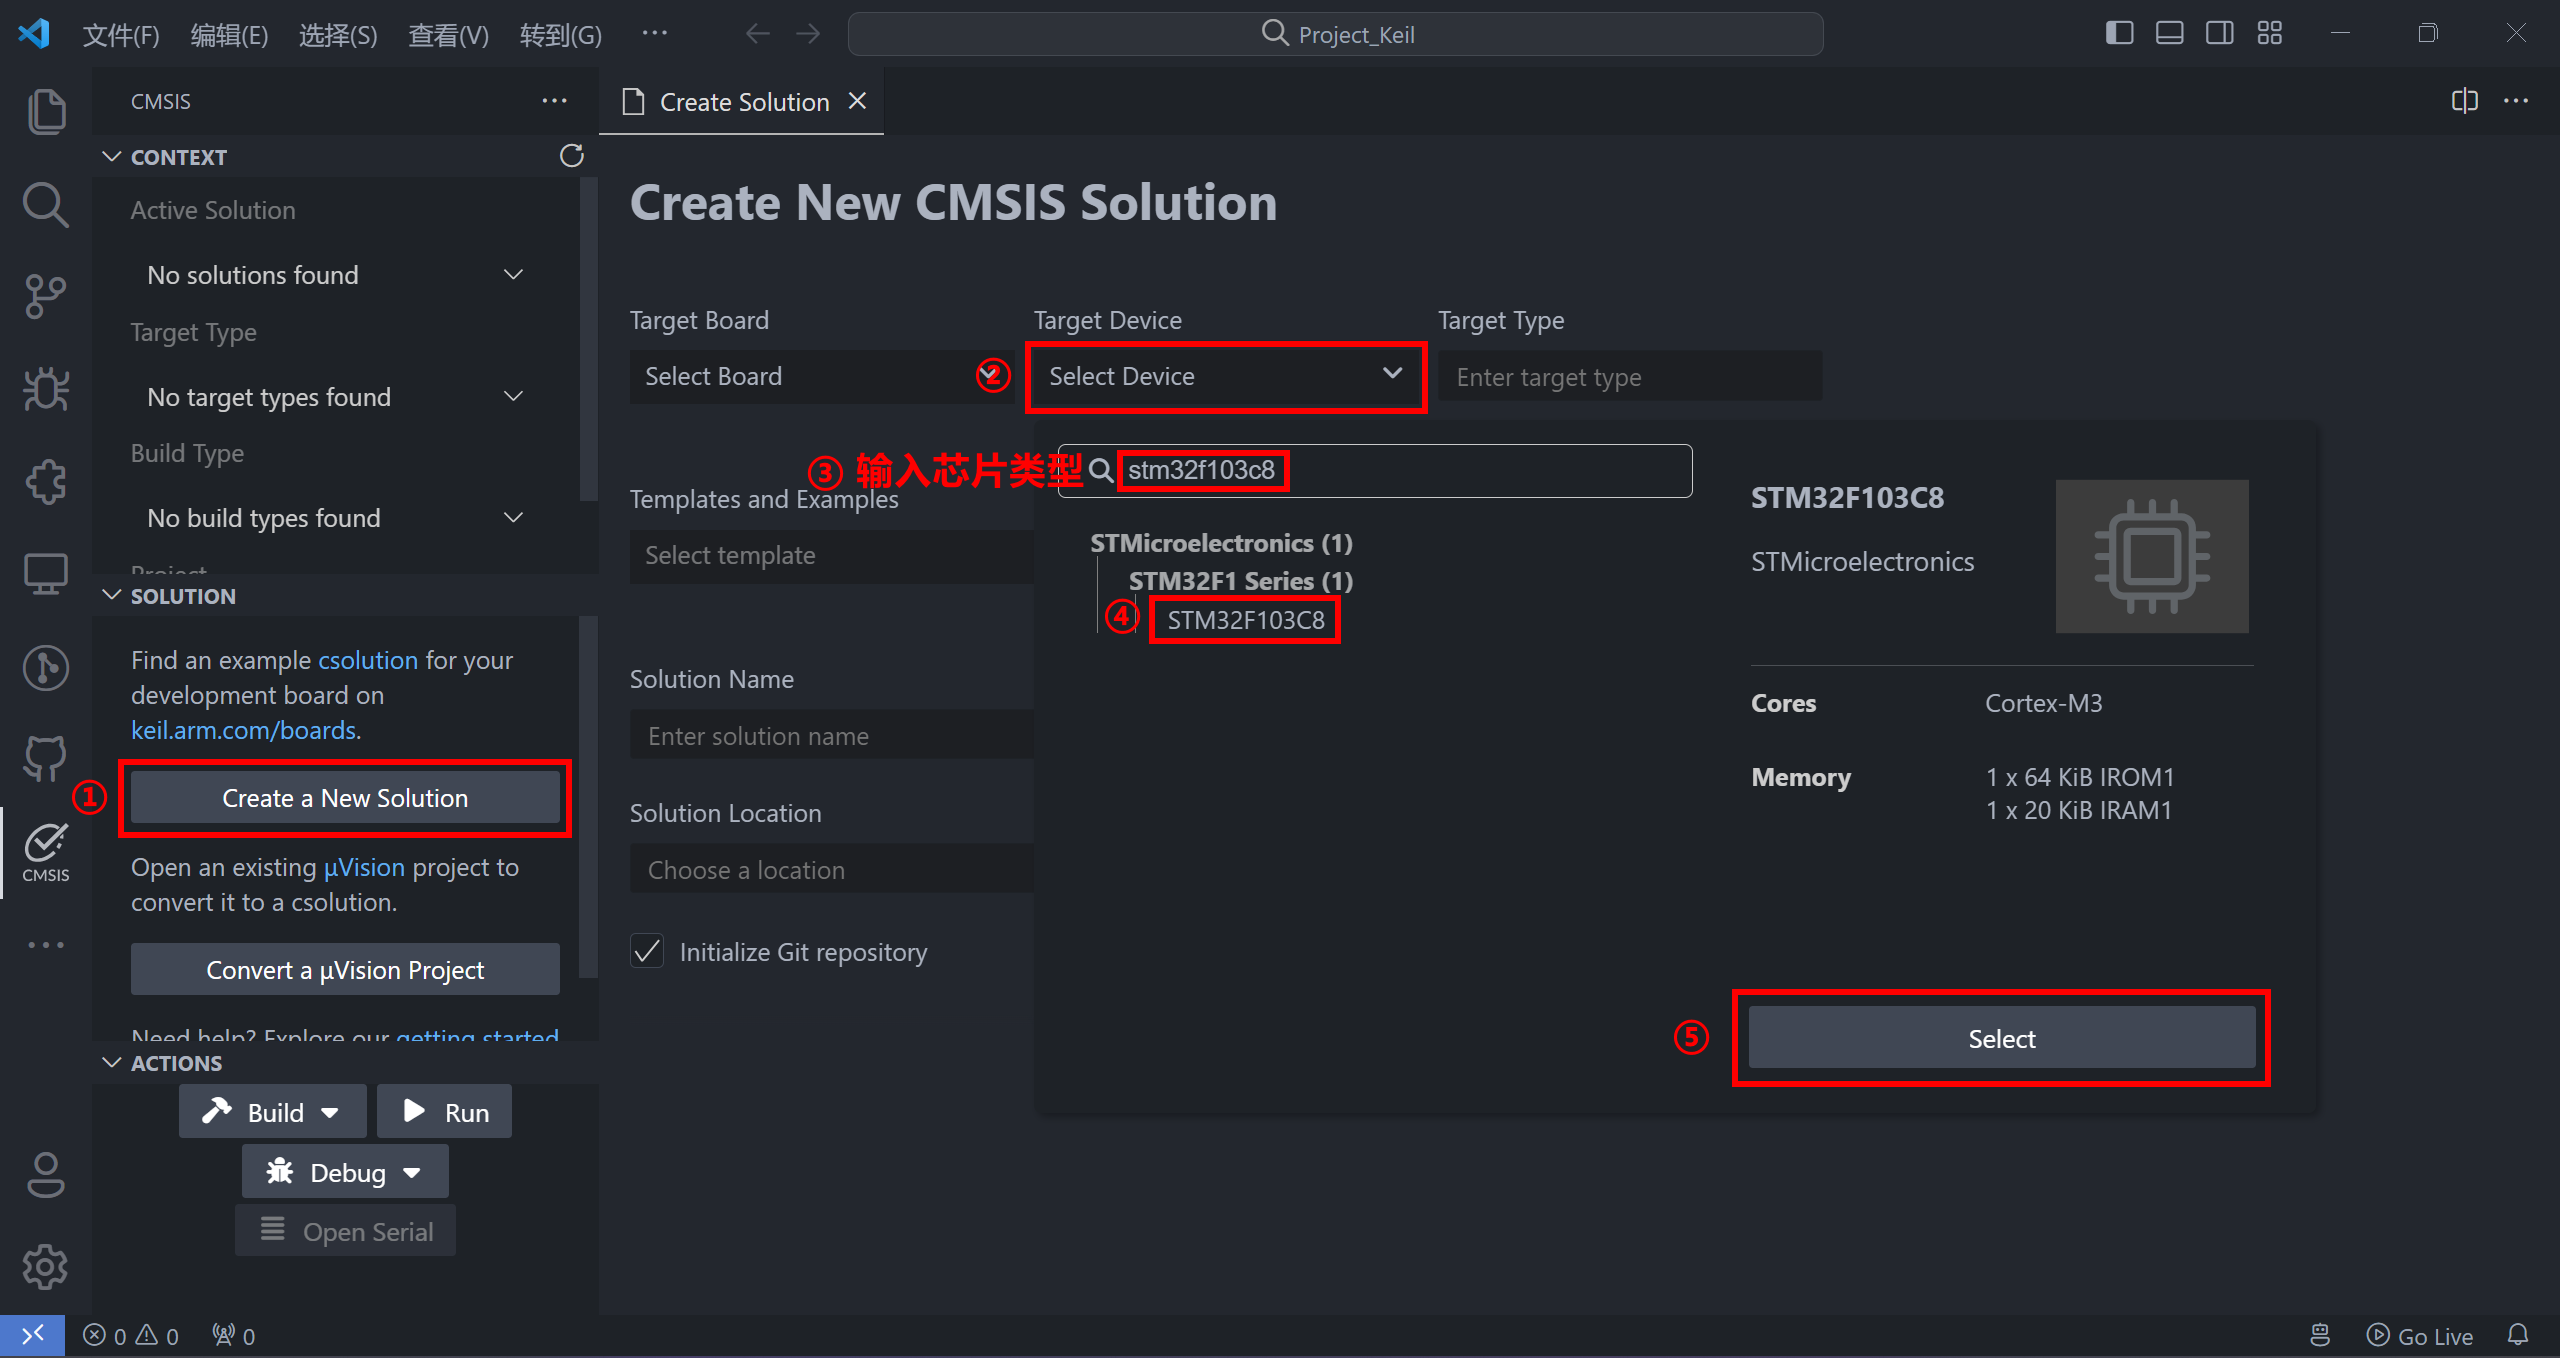 文件(F) 编辑(E) 选择(S) 查看(V) 转到(G) ··· Project_Keil
CMSIS ···
CONTEXT
Active Solution
No solutions found
Target Type
No target types found
Build Type
No build types found
Project
SOLUTION
Find an example csolution for your
development board on
keil.arm.com/boards.
① Create a New Solution
CMSIS
Open an existing µVision project to
convert it to a csolution.
Convert a µVision Project
Need help? Explore our getting started
ACTIONS
Build Run
Debug
Open Serial
Create Solution
Create New CMSIS Solution
Target Board Target Device Target Type
Select Board ② Select Device Enter target type
③ 输入芯片类型 stm32f103c8
Templates and Examples
Select template
STMicroelectronics (1)
STM32F1 Series (1)
④ STM32F103C8
Solution Name
Enter solution name
Solution Location
Choose a location
Initialize Git repository
STM32F103C8
STMicroelectronics
Cores Cortex-M3
Memory 1 x 64 KiB IROM1
1 x 20 KiB IRAM1
⑤ Select
0 0 0 Go Live